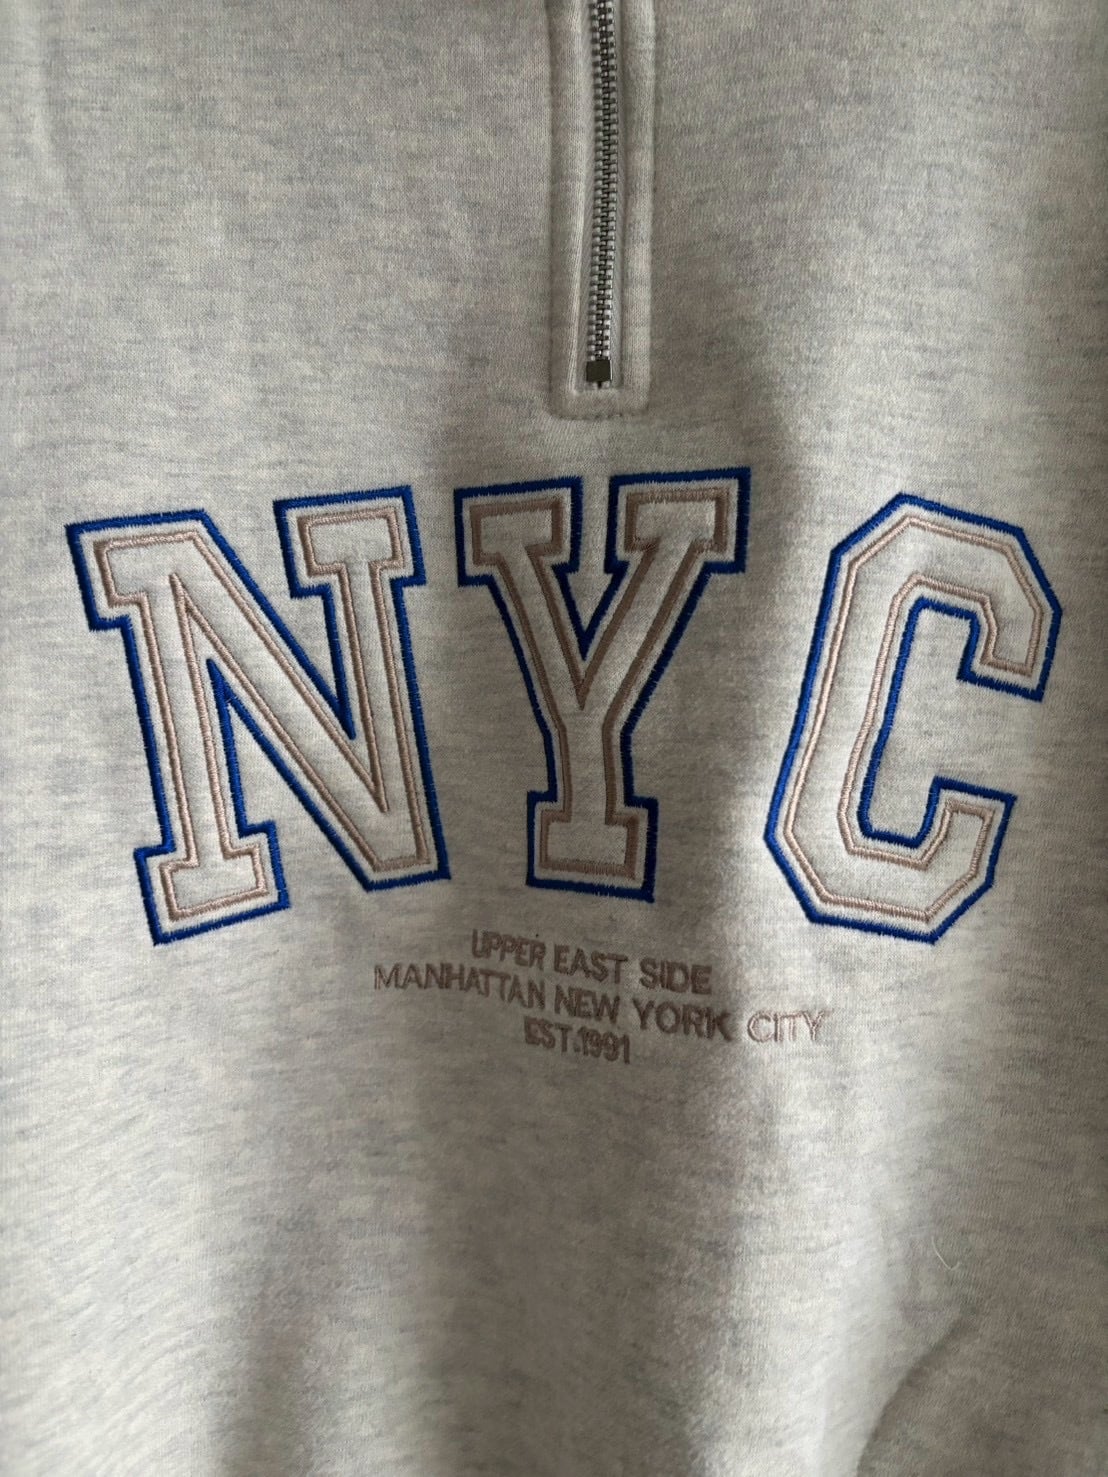 NYC
UPPER EAST SIDE
MANHATTAN NEW YORK CITY
EST.1991